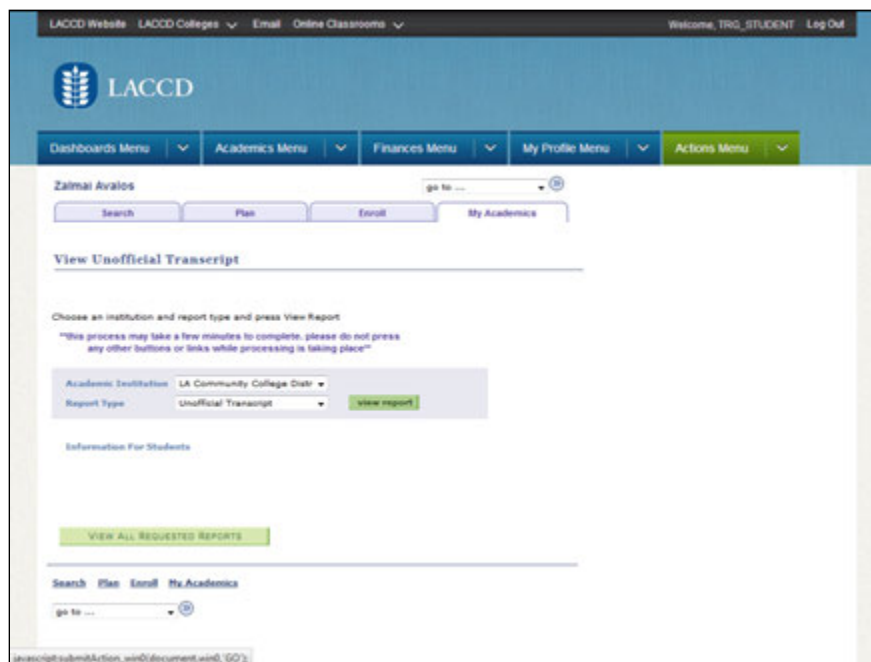 LACCD Website LACCD Colleges Email Online Classrooms Welcome, TRG_STUDENT Log Out
LACCD
Dashboards Menu Academics Menu Finances Menu My Profile Menu Actions Menu
Zalmai Avalos go to ...
Search Plan Enroll My Academics
View Unofficial Transcript
Choose an institution and report type and press View Report
**this process may take a few minutes to complete. please do not press
any other buttons or links while processing is taking place**
Academic Institution LA Community College Distr
Report Type Unofficial Transcript view report
Information For Students
VIEW ALL REQUESTED REPORTS
Search Plan Enroll My Academics
go to ...
javascript:submitAction_win0(document.win0,'GO');